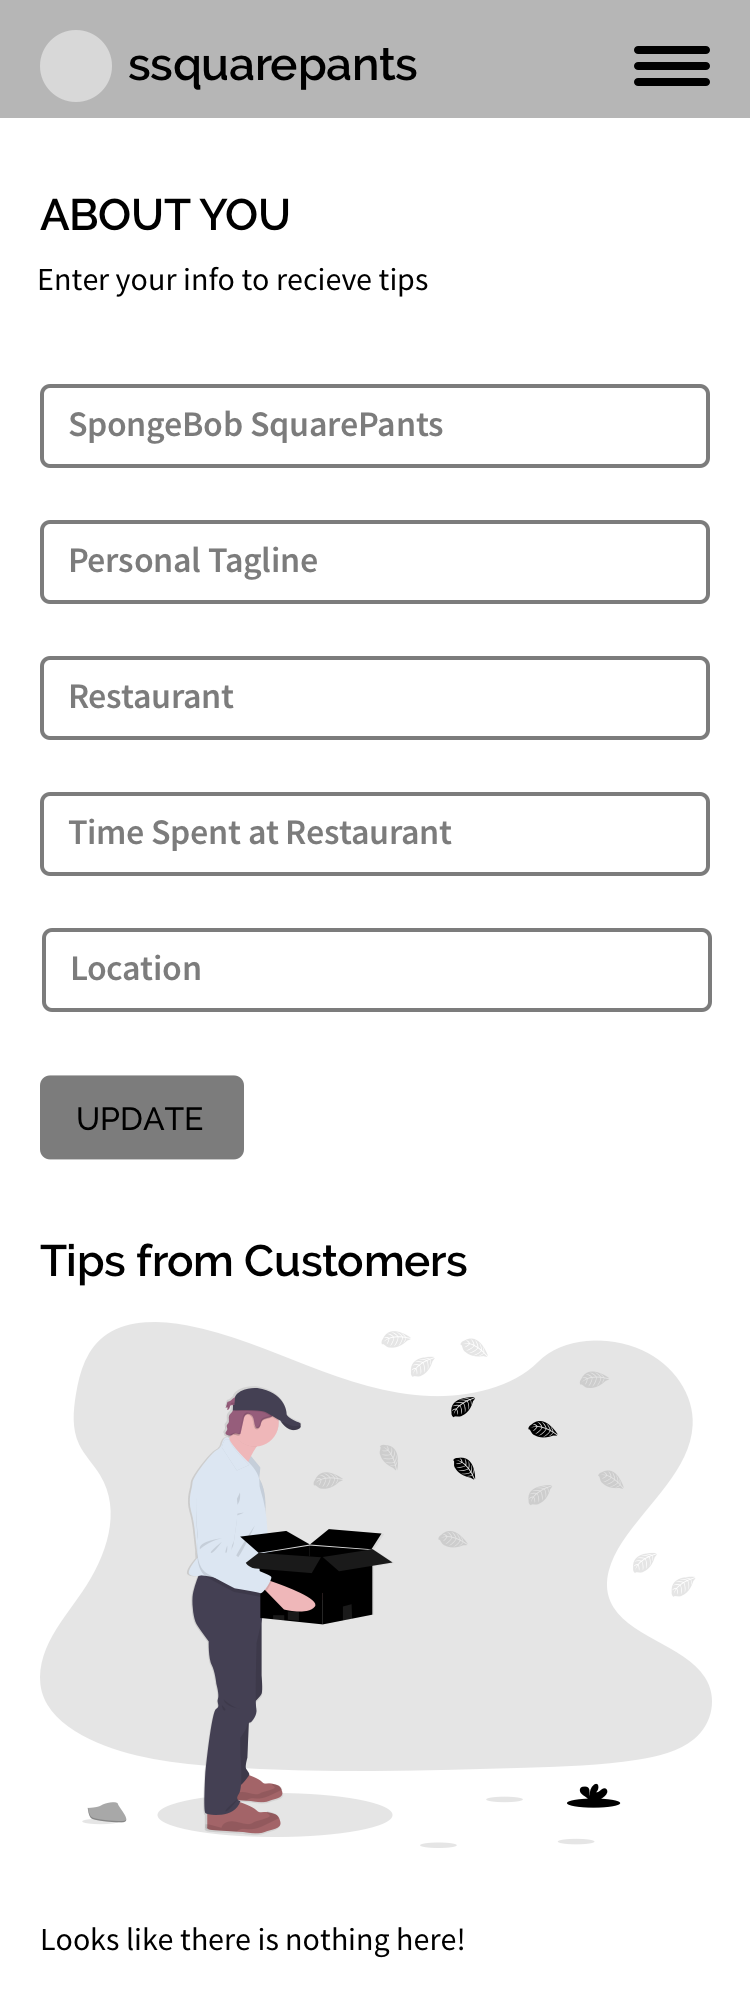 ssquarepants
ABOUT YOU
Enter your info to recieve tips
SpongeBob SquarePants
Personal Tagline
Restaurant
Time Spent at Restaurant
Location
UPDATE
Tips from Customers
Looks like there is nothing here!